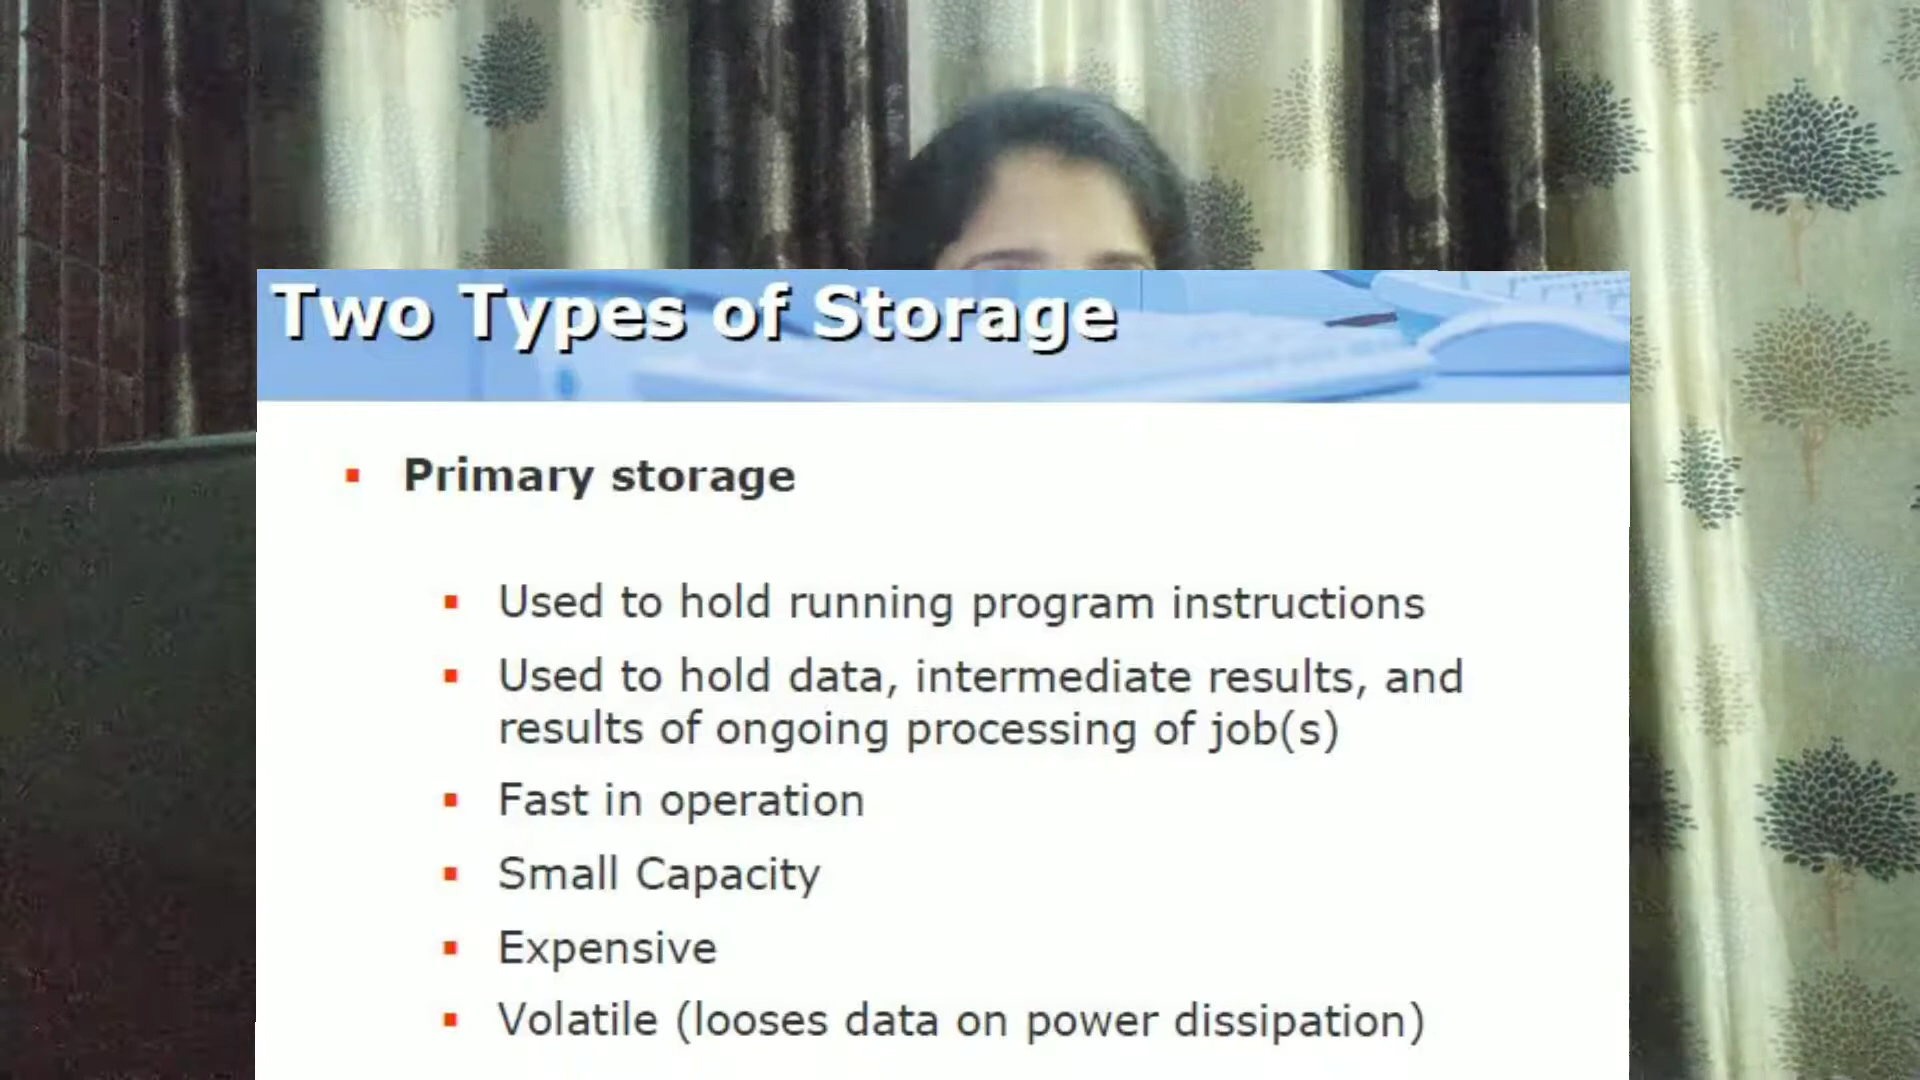 Two Types of Storage
Primary storage
Used to hold running program instructions
Used to hold data, intermediate results, and
results of ongoing processing of job(s)
Fast in operation
Small Capacity
Expensive
Volatile (looses data on power dissipation)